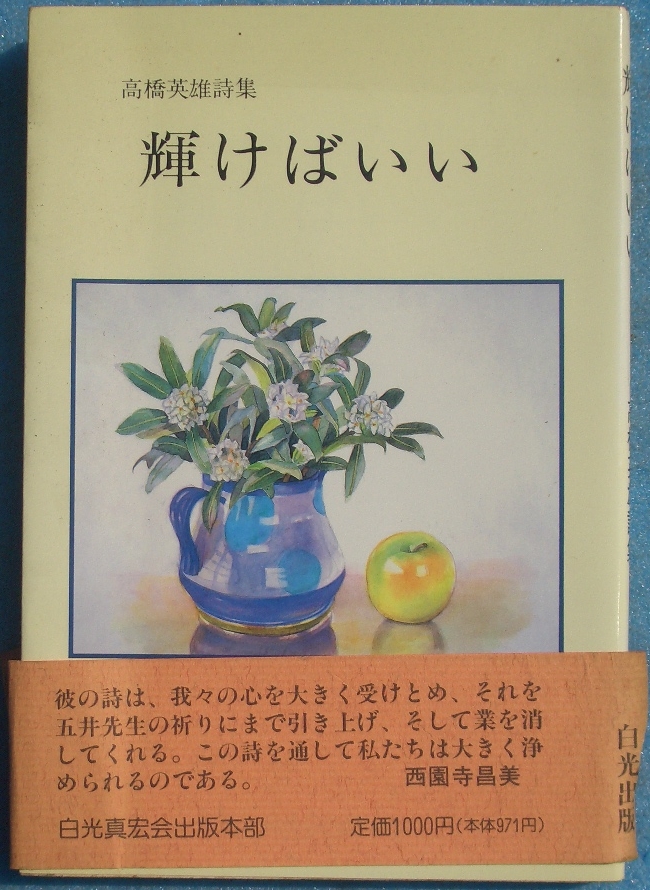 高橋英雄詩集
輝けばいい
彼の詩は、我々の心を大きく受けとめ、それを
五井先生の祈りにまで引き上げ、そして業を消
してくれる。この詩を通して私たちは大きく浄
められるのである。 西園寺昌美
白光真宏会出版本部 定価1000円(本体971円)
輝けばいい
白光出版